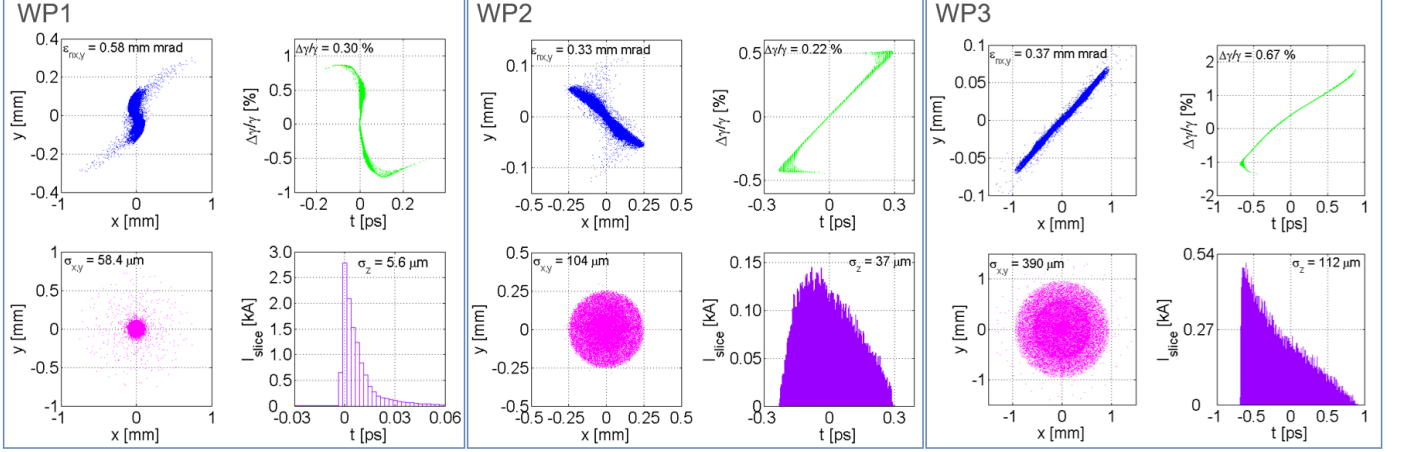 WP1
WP2
WP3
εnx,y = 0.58 mm mrad
Δγ/γ = 0.30 %
εnx,y = 0.33 mm mrad
Δγ/γ = 0.22 %
εnx,y = 0.37 mm mrad
Δγ/γ = 0.67 %
y [mm]
0.4
0.2
0
-0.2
-0.4
-1
0
1
x [mm]
Δγ/γ [%]
1
0.5
0
-0.5
-1
-0.2
0
0.2
t [ps]
y [mm]
0.1
0
-0.1
-0.5
-0.25
0
0.25
0.5
x [mm]
Δγ/γ [%]
0.5
0
-0.5
-0.3
0
0.3
t [ps]
y [mm]
0.1
0.05
0
-0.05
-0.1
-1
0
1
x [mm]
Δγ/γ [%]
2
1
0
-1
-2
-1
-0.5
0
0.5
1
t [ps]
σx,y = 58.4 μm
σz = 5.6 μm
σx,y = 104 μm
σz = 37 μm
σx,y = 390 μm
σz = 112 μm
y [mm]
1
0.5
0
-0.5
-1
-1
0
1
x [mm]
Islice [kA]
3.0
2.5
2.0
1.5
1.0
0.5
0
-0.03
0
0.03
0.06
t [ps]
y [mm]
0.5
0.25
0
-0.25
-0.5
-0.5
-0.25
0
0.25
0.5
x [mm]
Islice [kA]
0.15
0.10
0.05
0
-0.3
0
0.3
t [ps]
y [mm]
1
0
-1
-1
0
1
x [mm]
Islice [kA]
0.54
0.27
0
-1
-0.5
0
0.5
1
t [ps]